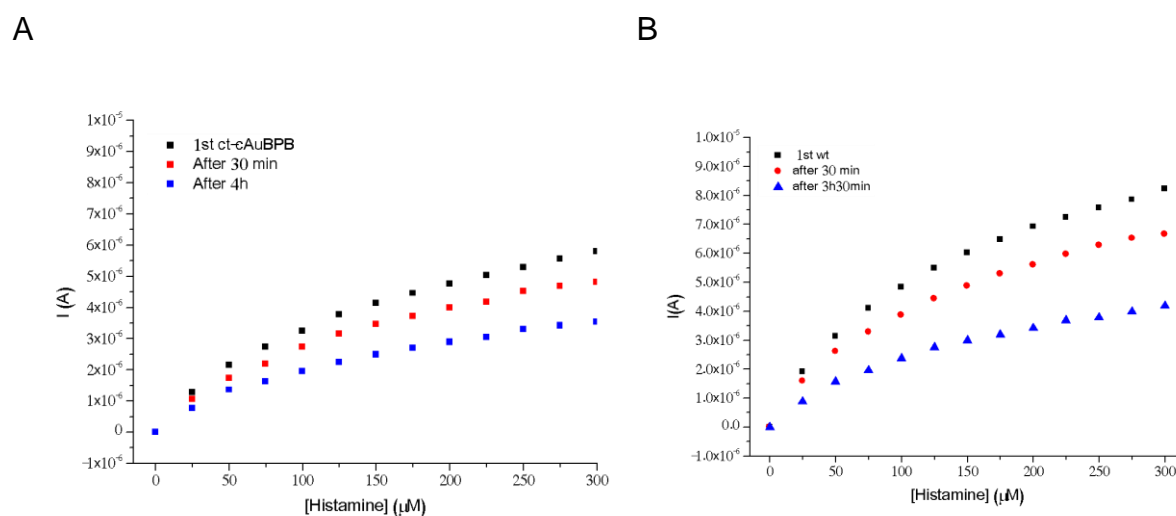 A
B
1x10⁻⁵
9x10⁻⁶
8x10⁻⁶
7x10⁻⁶
6x10⁻⁶
5x10⁻⁶
4x10⁻⁶
3x10⁻⁶
2x10⁻⁶
1x10⁻⁶
0
−1x10⁻⁶
I (A)
1st ct-cAuBPB
After 30 min
After 4h
0 50 100 150 200 250 300
[Histamine] (μM)
1.0x10⁻⁵
9.0x10⁻⁶
8.0x10⁻⁶
7.0x10⁻⁶
6.0x10⁻⁶
5.0x10⁻⁶
4.0x10⁻⁶
3.0x10⁻⁶
2.0x10⁻⁶
1.0x10⁻⁶
0.0
-1.0x10⁻⁶
I(A)
1st wt
after 30 min
after 3h30min
0 50 100 150 200 250 300
[Histamine] (μM)